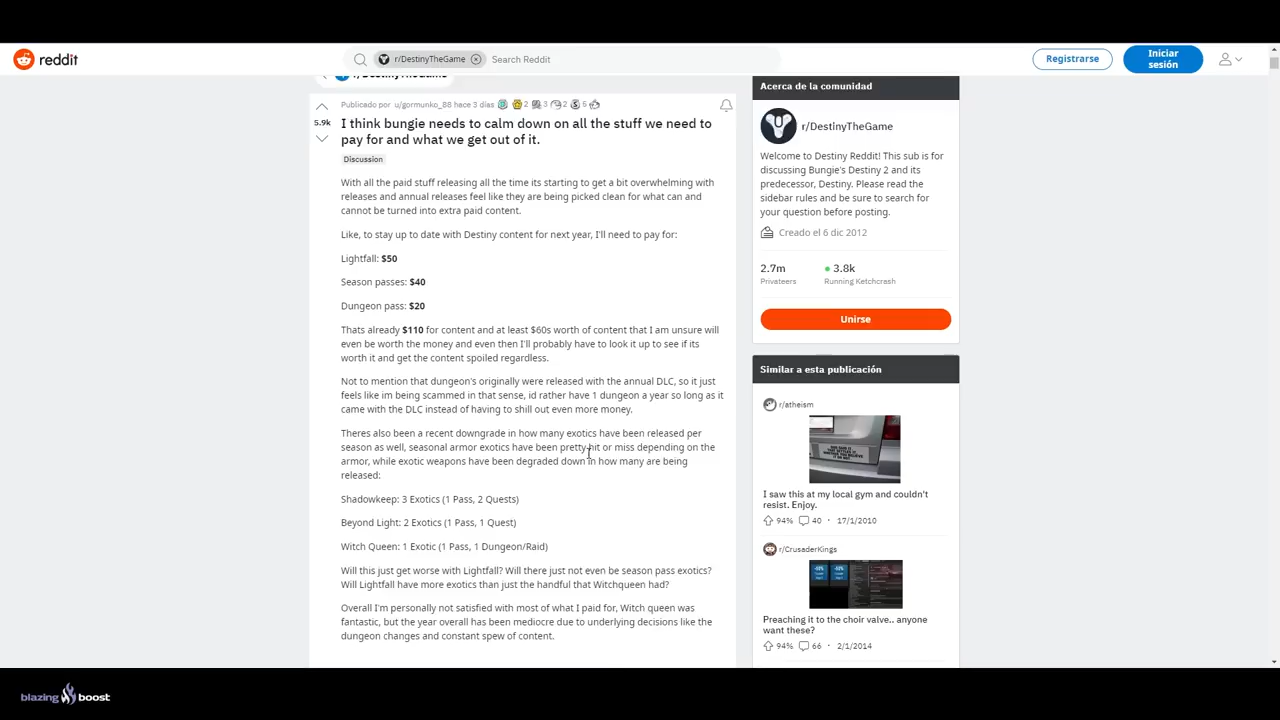 reddit
r/DestinyTheGame
Search Reddit
Registrarse
Iniciar
sesión
Publicado por u/gormunko_88 hace 3 días
2
3
2
5
5.9k
I think bungie needs to calm down on all the stuff we need to
pay for and what we get out of it.
Discussion
With all the paid stuff releasing all the time its starting to get a bit overwhelming with
releases and annual releases feel like they are being picked clean for what can and
cannot be turned into extra paid content.
Like, to stay up to date with Destiny content for next year, I'll need to pay for:
Lightfall: $50
Season passes: $40
Dungeon pass: $20
Thats already $110 for content and at least $60s worth of content that I am unsure will
even be worth the money and even then I'll probably have to look it up to see if its
worth it and get the content spoiled regardless.
Not to mention that dungeon's originally were released with the annual DLC, so it just
feels like im being scammed in that sense, id rather have 1 dungeon a year so long as it
came with the DLC instead of having to shill out even more money.
Theres also been a recent downgrade in how many exotics have been released per
season as well, seasonal armor exotics have been pretty hit or miss depending on the
armor, while exotic weapons have been degraded down in how many are being
released:
Shadowkeep: 3 Exotics (1 Pass, 2 Quests)
Beyond Light: 2 Exotics (1 Pass, 1 Quest)
Witch Queen: 1 Exotic (1 Pass, 1 Dungeon/Raid)
Will this just get worse with Lightfall? Will there just not even be season pass exotics?
Will Lightfall have more exotics than just the handful that Witchqueen had?
Overall I'm personally not satisfied with most of what I paid for, Witch queen was
fantastic, but the year overall has been mediocre due to underlying decisions like the
dungeon changes and constant spew of content.
Acerca de la comunidad
r/DestinyTheGame
Welcome to Destiny Reddit! This sub is for
discussing Bungie's Destiny 2 and its
predecessor, Destiny. Please read the
sidebar rules and be sure to search for
your question before posting.
Creado el 6 dic 2012
2.7m
3.8k
Privateers
Running Ketchcrash
Unirse
Similar a esta publicación
r/atheism
I saw this at my local gym and couldn't
resist. Enjoy.
94% 40 · 17/1/2010
r/CrusaderKings
Preaching it to the choir valve.. anyone
want these?
94% 66 · 2/1/2014
blazing boost